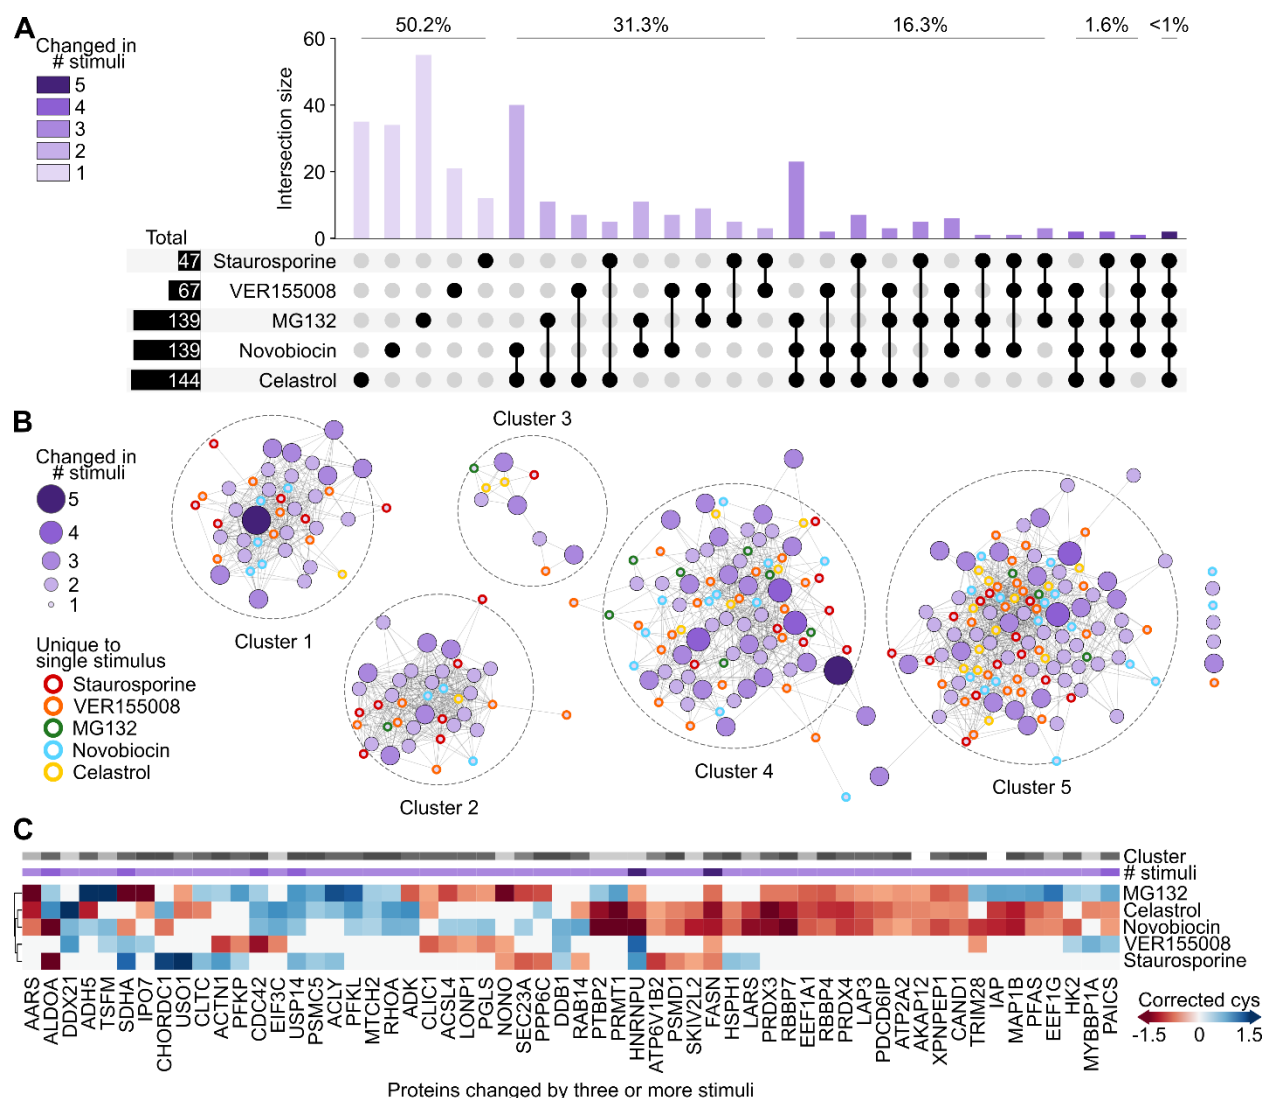 A
Changed in
# stimuli
5
4
3
2
1
50.2%
31.3%
16.3%
1.6%
<1%
Intersection size
60
40
20
0
Total
47 Staurosporine
67 VER155008
139 MG132
139 Novobiocin
144 Celastrol
B
Changed in
# stimuli
5
4
3
2
1
Unique to
single stimulus
Staurosporine
VER155008
MG132
Novobiocin
Celastrol
Cluster 1
Cluster 2
Cluster 3
Cluster 4
Cluster 5
C
Cluster
# stimuli
MG132
Celastrol
Novobiocin
VER155008
Staurosporine
AARS
ALDOA
DDX21
ADH5
TSFM
SDHA
IPO7
CHORDC1
USO1
CLTC
ACTN1
PFKP
CDC42
EIF3C
USP14
PSMC5
ACLY
PFKL
MTCH2
RHOA
ADK
CLIC1
ACSL4
LONP1
PGLS
NONO
SEC23A
PPP6C
DDB1
RAB14
PTBP2
PRMT1
HNRNPU
ATP6V1B2
PSMD1
SKIV2L2
FASN
HSPH1
LARS
PRDX3
RBBP7
EEF1A1
RBBP4
PRDX4
LAP3
PDCD6IP
ATP2A2
AKAP12
XPNPEP1
CAND1
TRIM28
IAP
MAP1B
PFAS
EEF1G
HK2
MYBBP1A
PAICS
Corrected cys
-1.5
0
1.5
Proteins changed by three or more stimuli